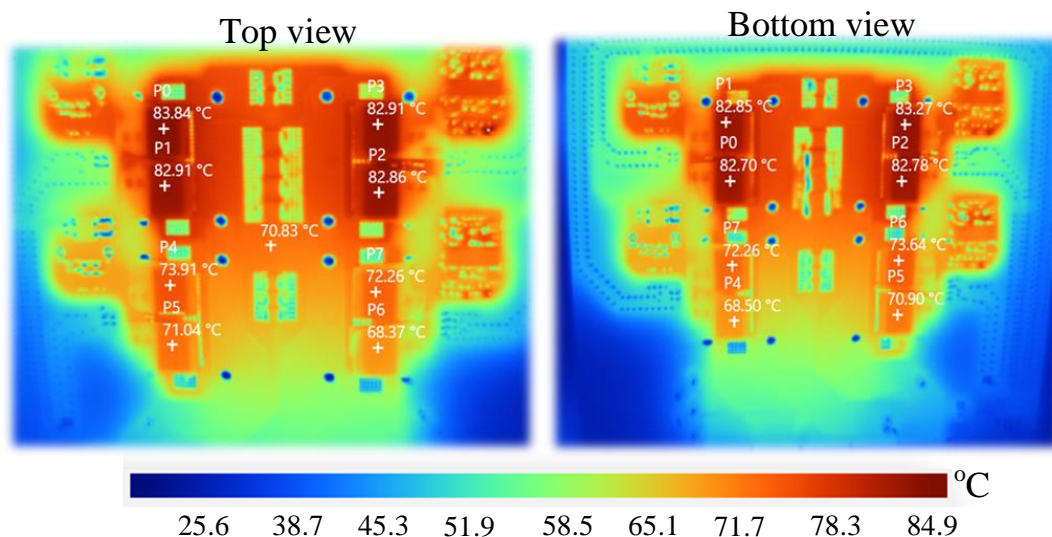 Top view
P0
83.84 °C
P1
82.91 °C
P3
82.91 °C
P2
82.86 °C
70.83 °C
P4
73.91 °C
P5
71.04 °C
P7
72.26 °C
P6
68.37 °C
Bottom view
P1
82.85 °C
P0
82.70 °C
P3
83.27 °C
P2
82.78 °C
P7
72.26 °C
P4
68.50 °C
P6
73.64 °C
P5
70.90 °C
°C
25.6 38.7 45.3 51.9 58.5 65.1 71.7 78.3 84.9